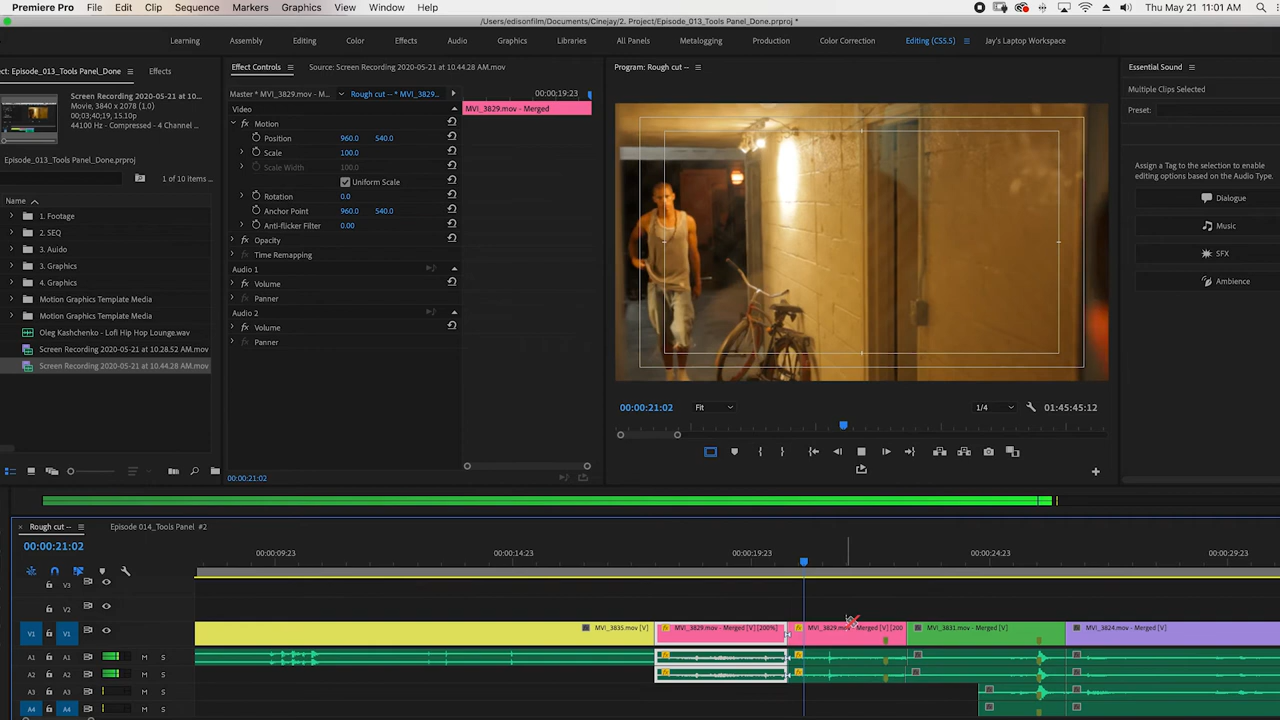 Premiere Pro File Edit Clip Sequence Markers Graphics View Window Help Thu May 21 11:01 AM
/Users/edisonfilm/Documents/Cinejay/2. Project/Episode_013_Tools Panel_Done.prproj *
Learning Assembly Editing Color Effects Audio Graphics Libraries All Panels Metalogging Production Color Correction Editing (CS5.5) Jay's Laptop Workspace
ct: Episode_013_Tools Panel_Done Effects
Effect Controls Source: Screen Recording 2020-05-21 at 10.44.28 AM.mov
Program: Rough cut --
Essential Sound
Screen Recording 2020-05-21 at 10...
Movie, 3840 x 2078 (1.0)
00;03;40;19, 315.15p
44100 Hz - Compressed - 4 Channel ...
Episode_013_Tools Panel_Done.prproj
1 of 10 items ...
Name
1. Footage
2. SEQ
3. Auido
3. Graphics
4. Graphics
Motion Graphics Template Media
Motion Graphics Template Media
Oleg Kashchenko - Lofi Hip Hop Lounge.wav
Screen Recording 2020-05-21 at 10.28.52 AM.mov
Screen Recording 2020-05-21 at 10.44.28 AM.mov
Master * MVI_3829.mov - M... Rough cut -- * MVI_3829...
00;00;19;23
MVI_3829.mov - Merged
Video
Motion
Position 960.0 540.0
Scale 100.0
Scale Width 100.0
Uniform Scale
Rotation 0.0
Anchor Point 960.0 540.0
Anti-flicker Filter 0.00
Opacity
Time Remapping
Audio 1
Volume
Panner
Audio 2
Volume
Panner
00:00:21:02
00:00:21:02 Fit 1/4 01:45:45:12
Multiple Clips Selected
Preset:
Assign a Tag to the selection to enable
editing options based on the Audio Type.
Dialogue
Music
SFX
Ambience
Rough cut -- Episode 014_Tools Panel #2
00:00:21:02
:00:09:23 00:00:14:23 00:00:19:23 00:00:24:23 00:00:29:23
V3
V2
V1 V1
A1 A1 M S
A2 A2 M S
A3 A3 M S
A4 A4 M S
MVI_3835.mov [V] MVI_3829.mov - Merged [V] [200%] MVI_3829.mov - Merged [V] [200 MVI_3831.mov - Merged [V] MVI_3824.mov - Merged [V]